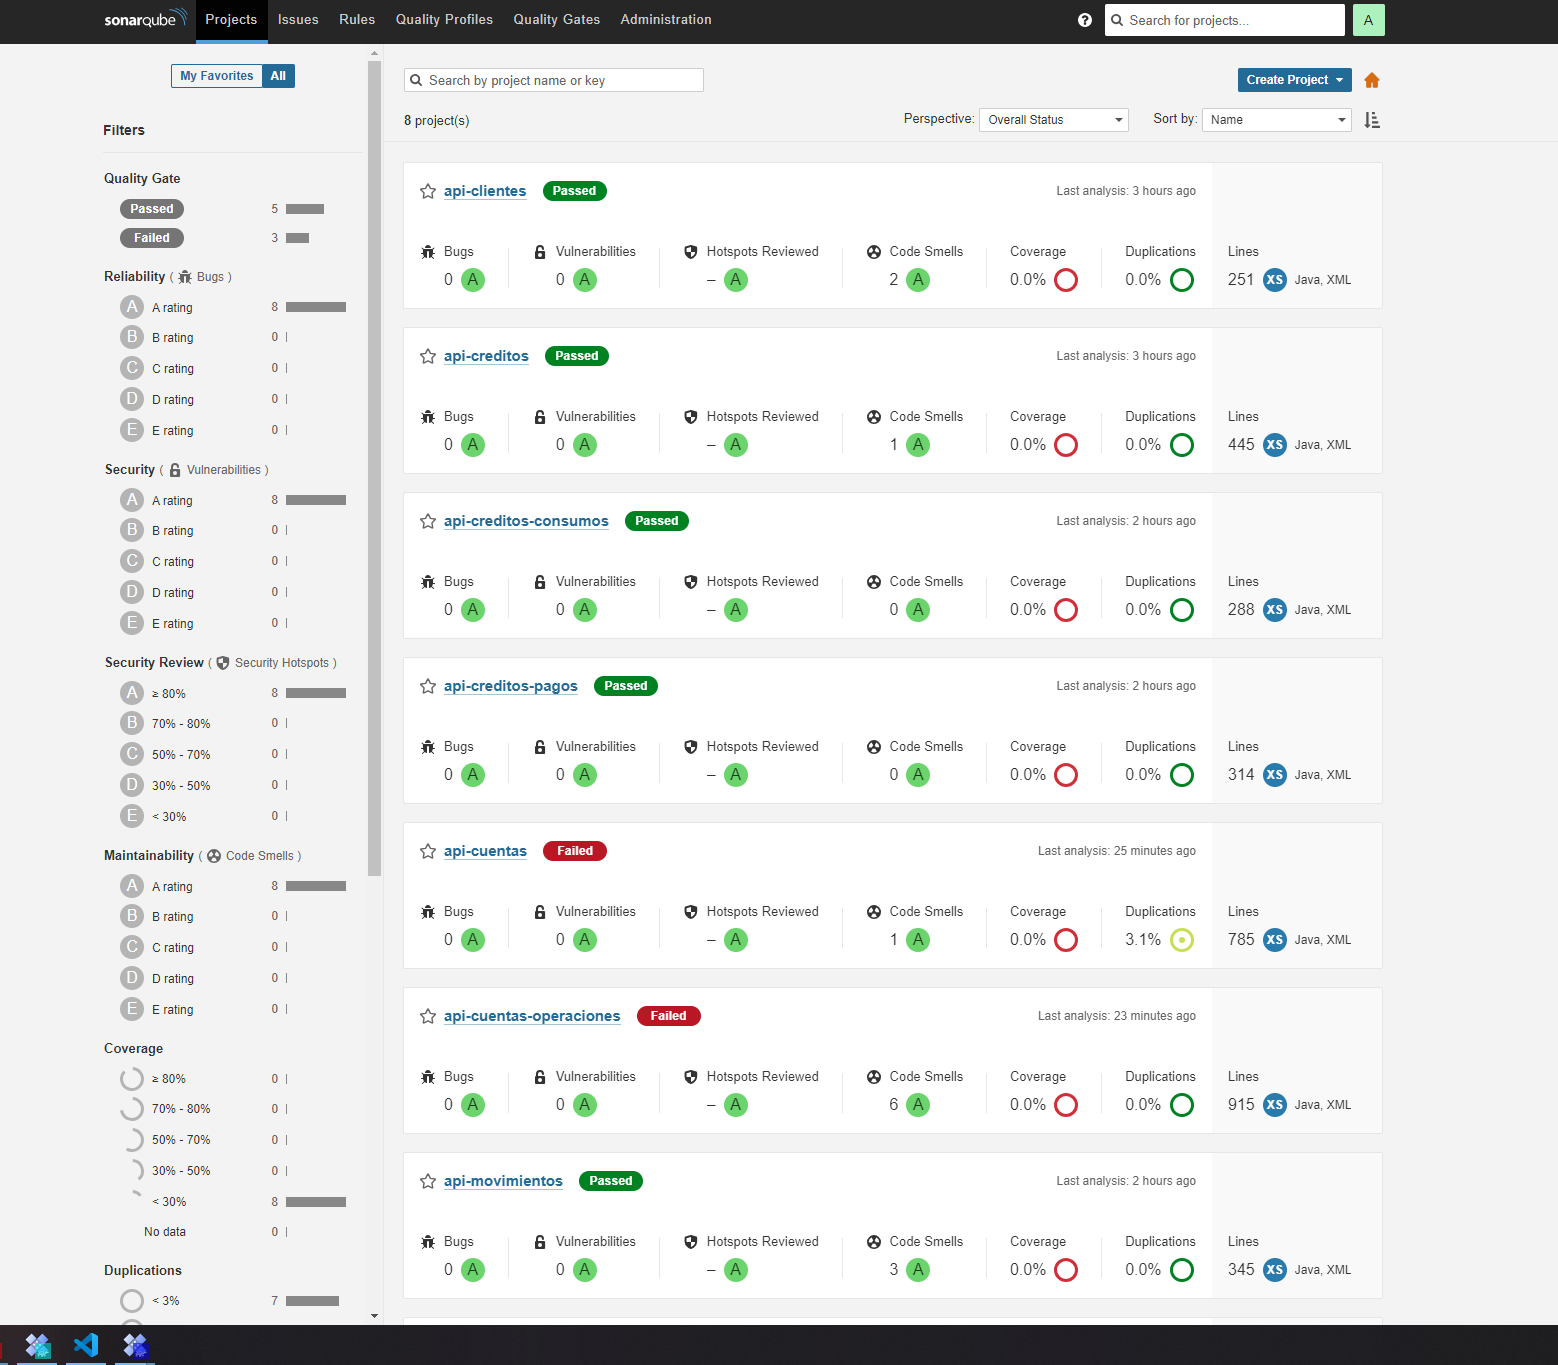 sonarqube Projects Issues Rules Quality Profiles Quality Gates Administration ? Search for projects... A
My Favorites All
Filters
Quality Gate
Passed 5
Failed 3
Reliability ( Bugs )
A A rating 8
B B rating 0
C C rating 0
D D rating 0
E E rating 0
Security ( Vulnerabilities )
A A rating 8
B B rating 0
C C rating 0
D D rating 0
E E rating 0
Security Review ( Security Hotspots )
A ≥ 80% 8
B 70% - 80% 0
C 50% - 70% 0
D 30% - 50% 0
E < 30% 0
Maintainability ( Code Smells )
A A rating 8
B B rating 0
C C rating 0
D D rating 0
E E rating 0
Coverage
≥ 80% 0
70% - 80% 0
50% - 70% 0
30% - 50% 0
< 30% 8
No data 0
Duplications
< 3% 7
Search by project name or key Create Project
8 project(s) Perspective: Overall Status Sort by: Name
api-clientes Passed Last analysis: 3 hours ago
Bugs Vulnerabilities Hotspots Reviewed Code Smells Coverage Duplications Lines
0 A 0 A – A 2 A 0.0% 0.0% 251 XS Java, XML
api-creditos Passed Last analysis: 3 hours ago
Bugs Vulnerabilities Hotspots Reviewed Code Smells Coverage Duplications Lines
0 A 0 A – A 1 A 0.0% 0.0% 445 XS Java, XML
api-creditos-consumos Passed Last analysis: 2 hours ago
Bugs Vulnerabilities Hotspots Reviewed Code Smells Coverage Duplications Lines
0 A 0 A – A 0 A 0.0% 0.0% 288 XS Java, XML
api-creditos-pagos Passed Last analysis: 2 hours ago
Bugs Vulnerabilities Hotspots Reviewed Code Smells Coverage Duplications Lines
0 A 0 A – A 0 A 0.0% 0.0% 314 XS Java, XML
api-cuentas Failed Last analysis: 25 minutes ago
Bugs Vulnerabilities Hotspots Reviewed Code Smells Coverage Duplications Lines
0 A 0 A – A 1 A 0.0% 3.1% 785 XS Java, XML
api-cuentas-operaciones Failed Last analysis: 23 minutes ago
Bugs Vulnerabilities Hotspots Reviewed Code Smells Coverage Duplications Lines
0 A 0 A – A 6 A 0.0% 0.0% 915 XS Java, XML
api-movimientos Passed Last analysis: 2 hours ago
Bugs Vulnerabilities Hotspots Reviewed Code Smells Coverage Duplications Lines
0 A 0 A – A 3 A 0.0% 0.0% 345 XS Java, XML